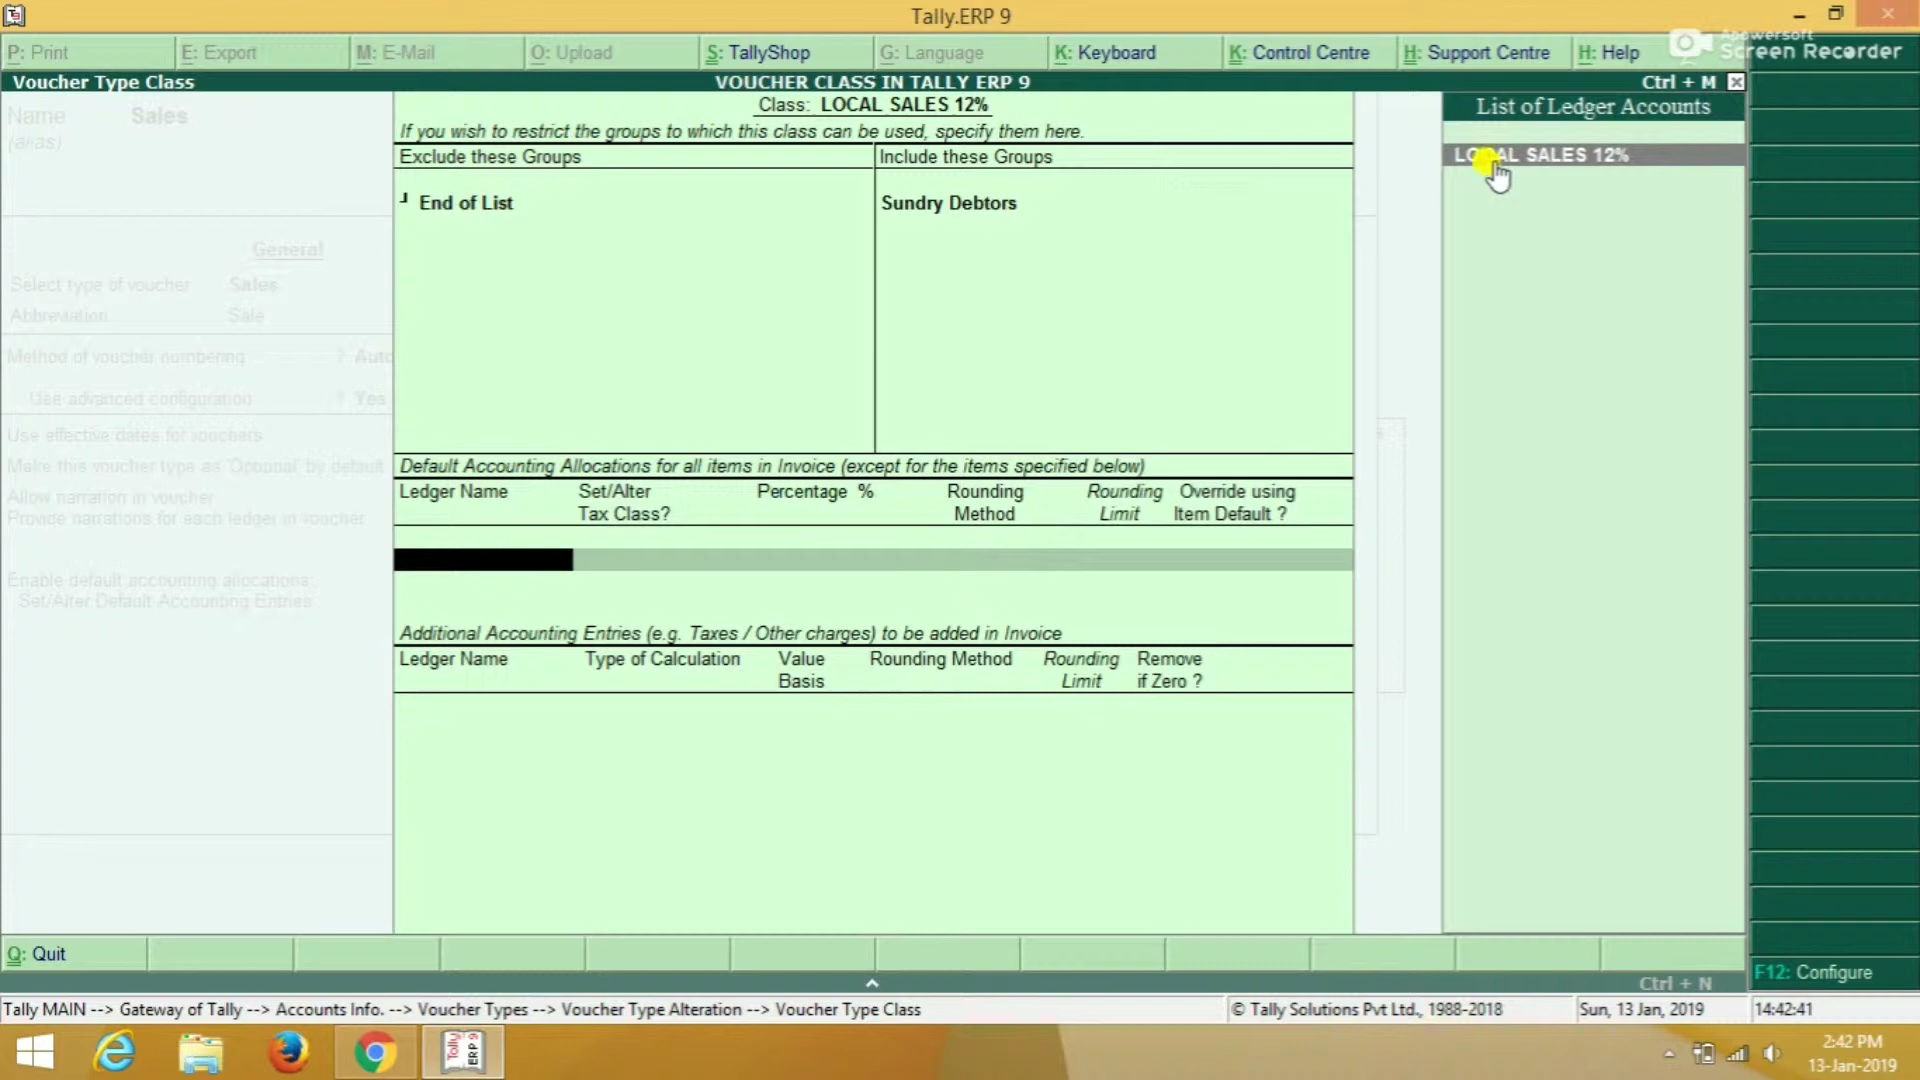 Tally.ERP 9
P: Print
E: Export
M: E-Mail
O: Upload
S: TallyShop
G: Language
K: Keyboard
K: Control Centre
H: Support Centre
H: Help
Apowersoft
Screen Recorder
Voucher Type Class
VOUCHER CLASS IN TALLY ERP 9
Ctrl + M
Name Sales
(alias)
Class: LOCAL SALES 12%
List of Ledger Accounts
If you wish to restrict the groups to which this class can be used, specify them here.
Exclude these Groups
Include these Groups
LOCAL SALES 12%
End of List
Sundry Debtors
General
Select type of voucher Sales
Abbreviation Sale
Method of voucher numbering ? Auto
Use advanced configuration ? Yes
Use effective dates for vouchers
Make this voucher type as 'Optional' by default
Allow narration in voucher
Provide narrations for each ledger in voucher
Enable default accounting allocations
Set/Alter Default Accounting Entries
Default Accounting Allocations for all items in Invoice (except for the items specified below)
Ledger Name Set/Alter Percentage % Rounding Rounding Override using
Tax Class? Method Limit Item Default ?
Additional Accounting Entries (e.g. Taxes / Other charges) to be added in Invoice
Ledger Name Type of Calculation Value Rounding Method Rounding Remove
Basis Limit if Zero ?
Q: Quit
F12: Configure
Ctrl + N
Tally MAIN --> Gateway of Tally --> Accounts Info. --> Voucher Types --> Voucher Type Alteration --> Voucher Type Class
© Tally Solutions Pvt Ltd., 1988-2018
Sun, 13 Jan, 2019
14:42:41
Tally
ERP 9
2:42 PM
13-Jan-2019